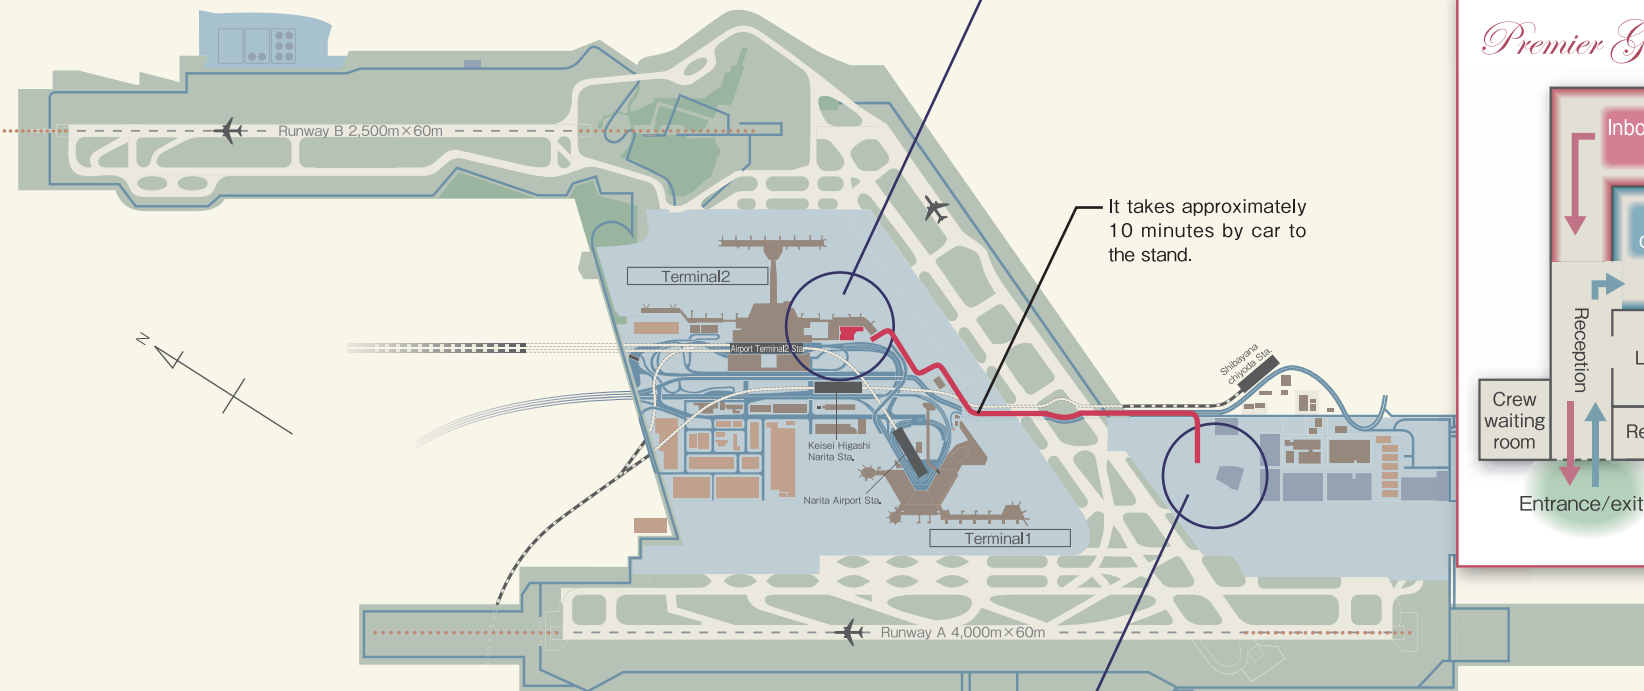 Premier
Inbo
Runway B 2,500m×60m
It takes approximately
10 minutes by car to
the stand.
Terminal2
N
Airport Terminal2 Sta.
Shibayama
chiyoda Sta.
Reception
L
Crew
waiting
room
Re
Keisei Higashi
Narita Sta.
Narita Airport Sta.
Entrance/exit
Terminal1
Runway A 4,000m×60m